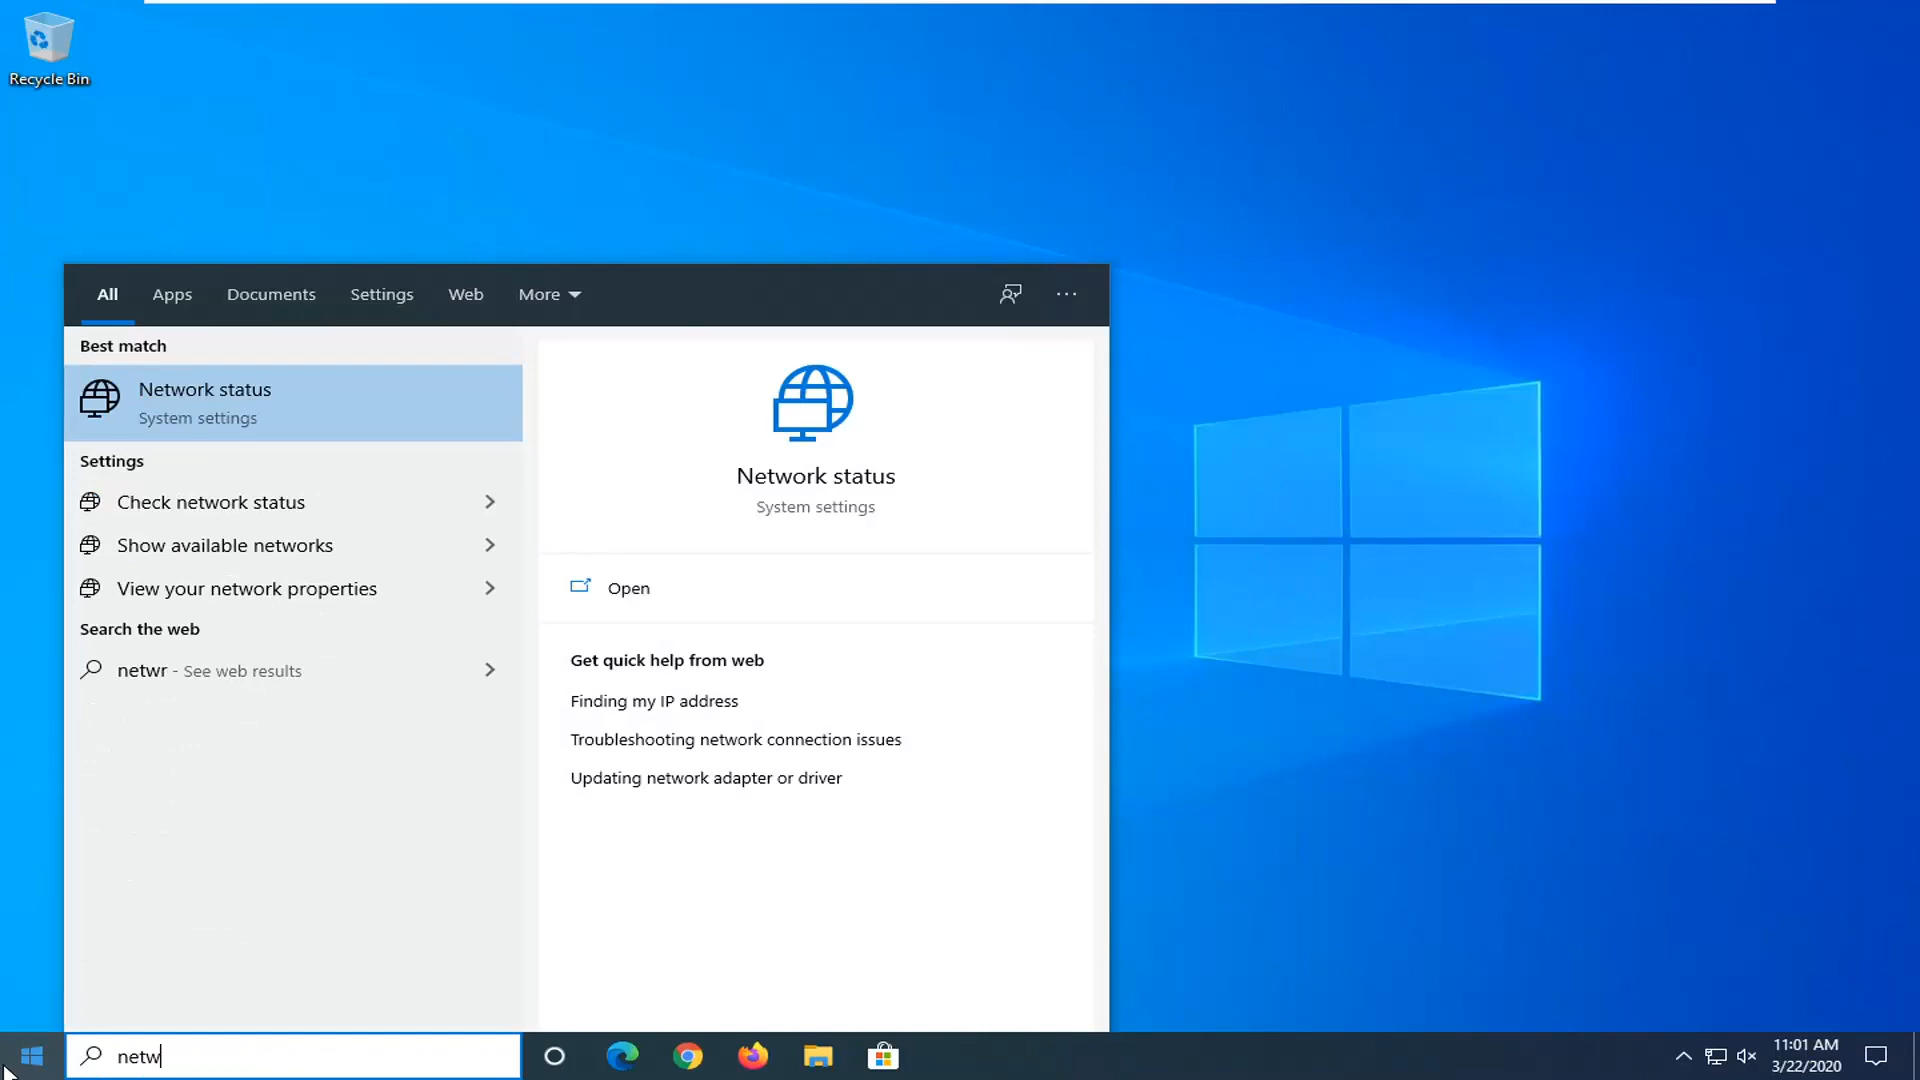 Recycle Bin
All Apps Documents Settings Web More
Best match
Network status
System settings
Settings
Check network status
Show available networks
View your network properties
Search the web
netwr - See web results
Network status
System settings
Open
Get quick help from web
Finding my IP address
Troubleshooting network connection issues
Updating network adapter or driver
netw
11:01 AM
3/22/2020